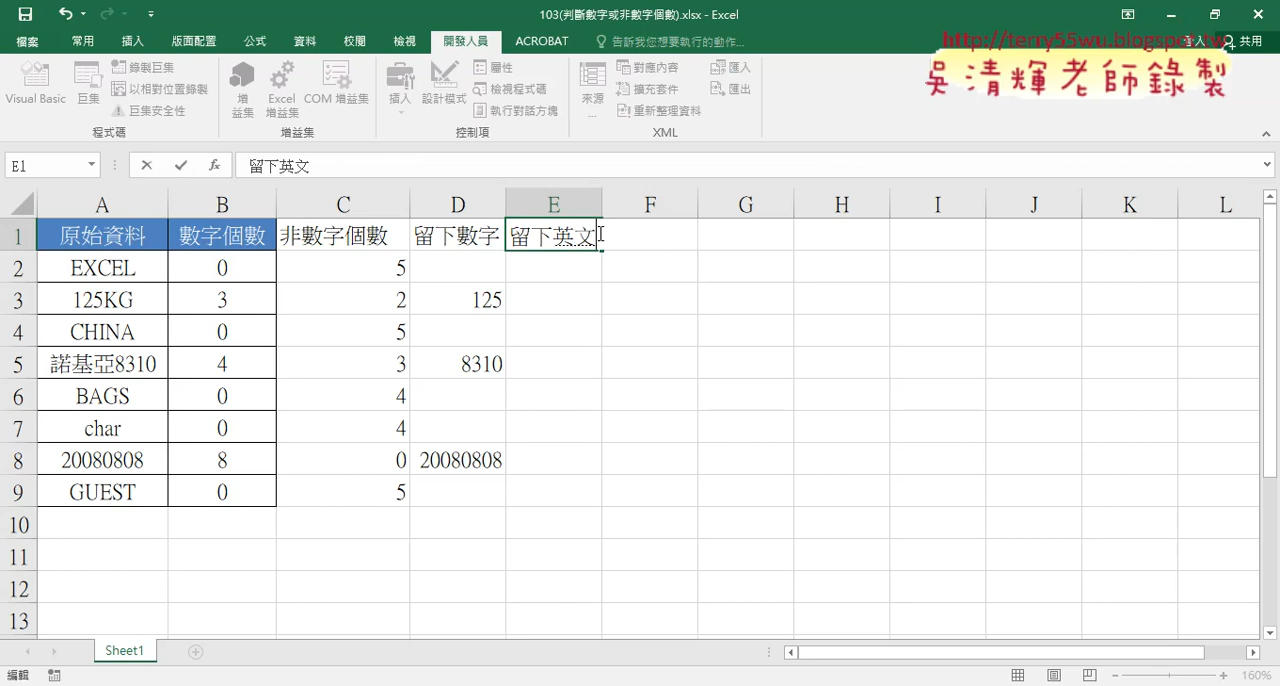 103(判斷數字或非數字個數).xlsx - Excel
http://terry55wu.blogspot.tw
吳清輝老師錄製
檔案 常用 插入 版面配置 公式 資料 校閱 檢視 開發人員 ACROBAT 告訴我您想要執行的動作... 登入 共用
Visual Basic 巨集 錄製巨集 以相對位置錄製 巨集安全性
增益集 Excel 增益集 COM 增益集
插入 設計模式 屬性 檢視程式碼 執行對話方塊
來源... 對應內容 擴充套件 重新整理資料 匯入 匯出
程式碼 增益集 控制項 XML
E1 fx 留下英文
A B C D E F G H I J K L
1 原始資料 數字個數 非數字個數 留下數字 留下英文
2 EXCEL 0 5
3 125KG 3 2 125
4 CHINA 0 5
5 諾基亞8310 4 3 8310
6 BAGS 0 4
7 char 0 4
8 20080808 8 0 20080808
9 GUEST 0 5
10
11
12
13
Sheet1
編輯 160%